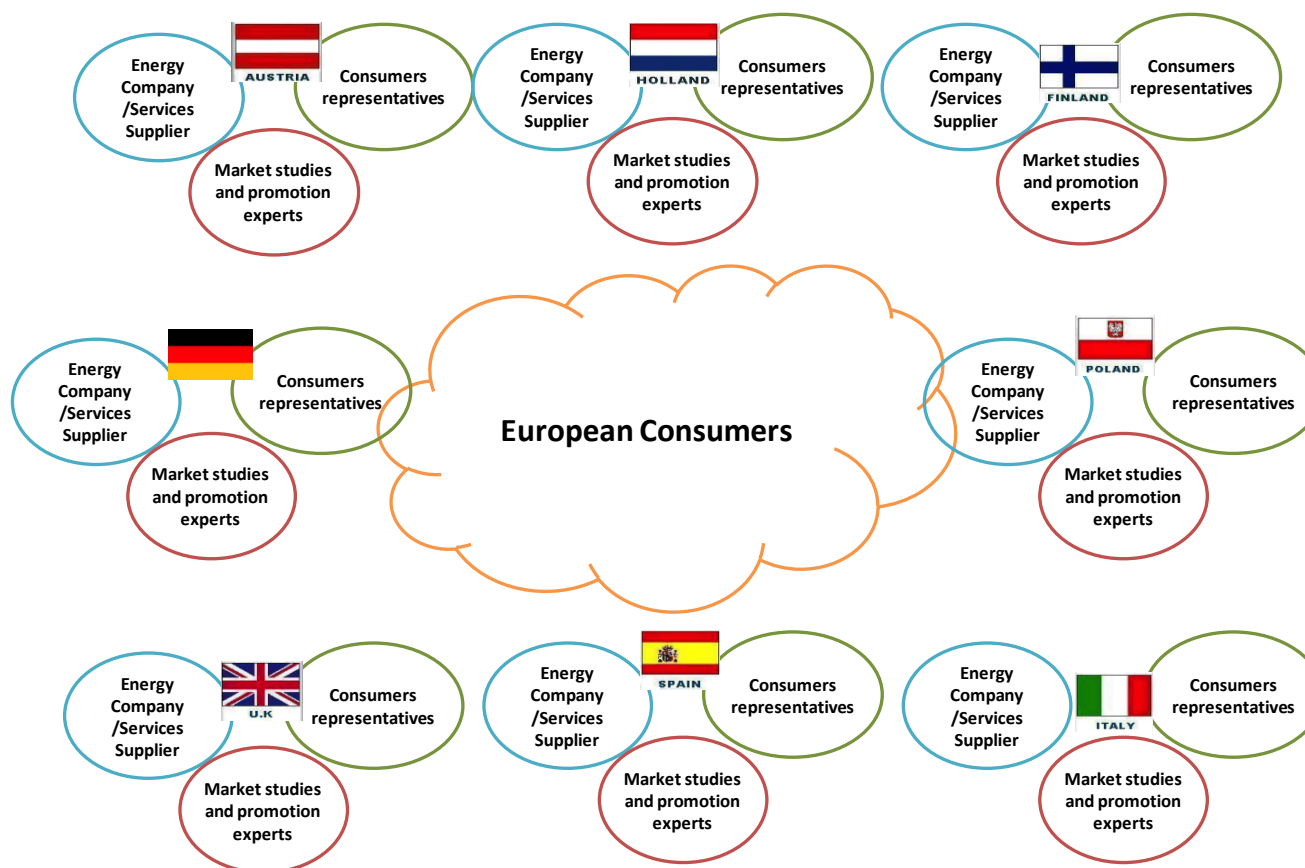 Energy
Company
/Services
Supplier
AUSTRIA
Consumers
representatives
Market studies
and promotion
experts
Energy
Company
/Services
Supplier
HOLLAND
Consumers
representatives
Market studies
and promotion
experts
Energy
Company
/Services
Supplier
FINLAND
Consumers
representatives
Market studies
and promotion
experts
Energy
Company
/Services
Supplier
Consumers
representatives
Market studies
and promotion
experts
European Consumers
Energy
Company
/Services
Supplier
POLAND
Consumers
representatives
Market studies
and promotion
experts
Energy
Company
/Services
Supplier
U.K
Consumers
representatives
Market studies
and promotion
experts
Energy
Company
/Services
Supplier
SPAIN
Consumers
representatives
Market studies
and promotion
experts
Energy
Company
/Services
Supplier
ITALY
Consumers
representatives
Market studies
and promotion
experts